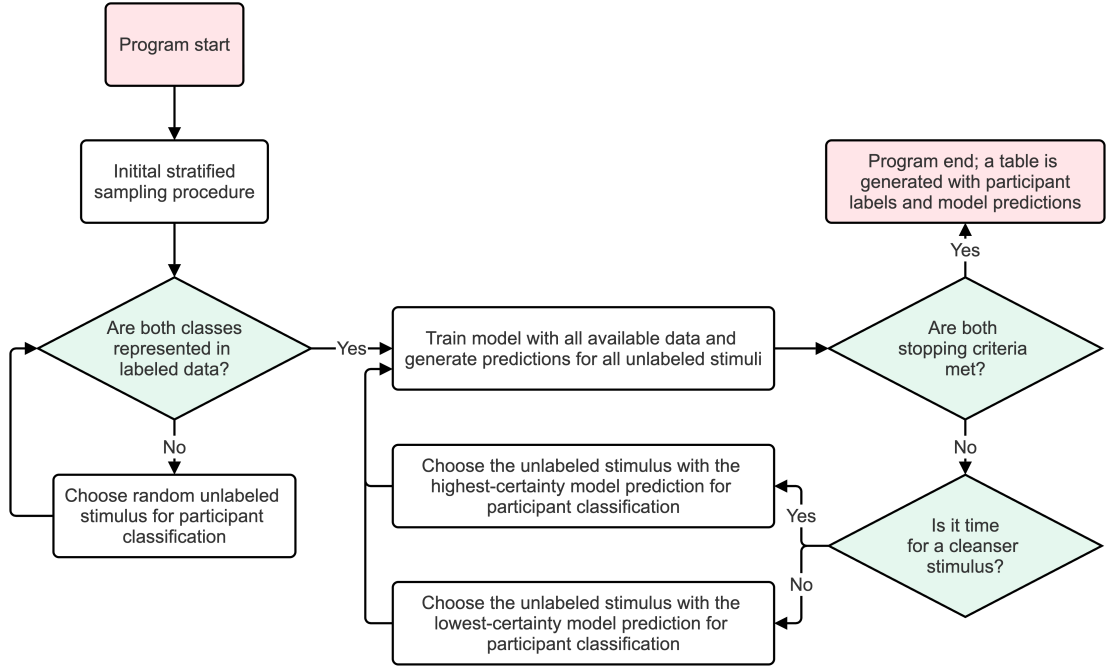 Program start
Initital stratified
sampling procedure
Are both classes
represented in
labeled data?
No
Choose random unlabeled
stimulus for participant
classification
Yes
Train model with all available data and
generate predictions for all unlabeled stimuli
Are both
stopping criteria
met?
Yes
Program end; a table is
generated with participant
labels and model predictions
No
Is it time
for a cleanser
stimulus?
Yes
Choose the unlabeled stimulus with the
highest-certainty model prediction for
participant classification
No
Choose the unlabeled stimulus with the
lowest-certainty model prediction for
participant classification